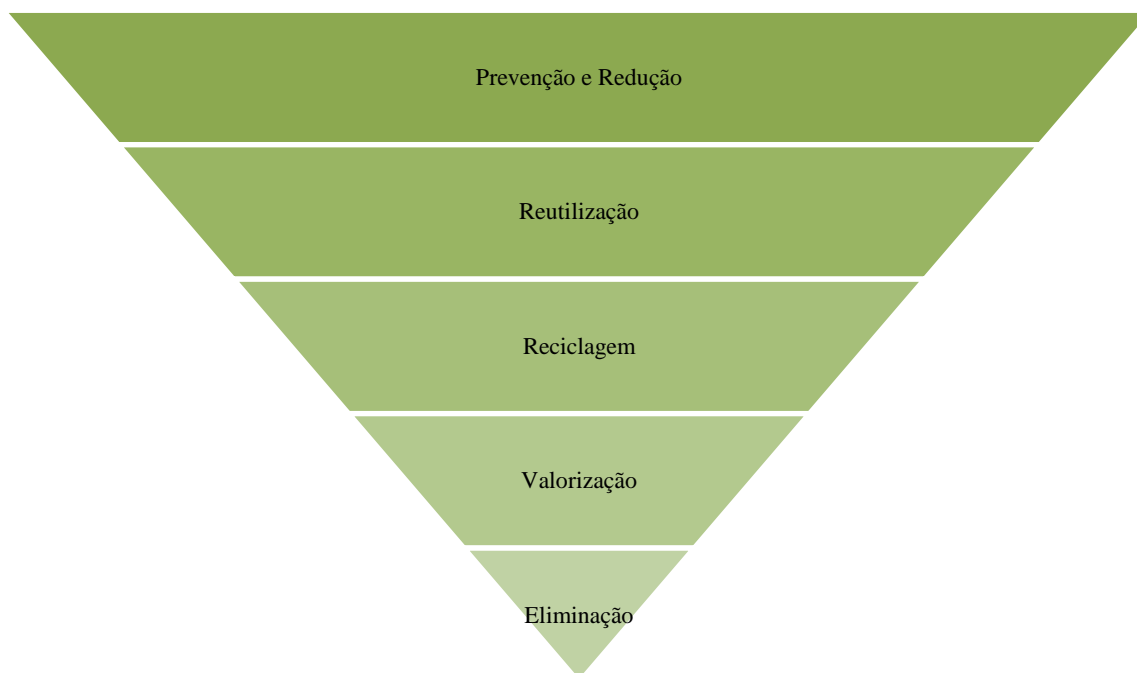 Prevenção e Redução
Reutilização
Reciclagem
Valorização
Eliminação